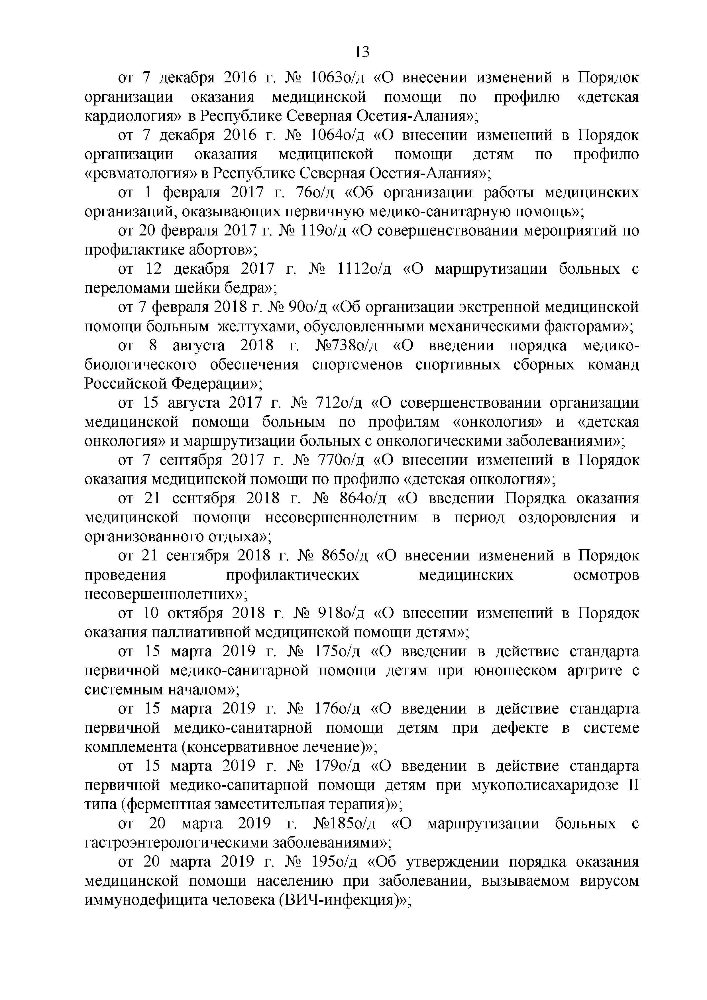 13
от 7 декабря 2016 г. № 1063о/д «О внесении изменений в Порядок
организации оказания медицинской помощи по профилю «детская
кардиология» в Республике Северная Осетия-Алания»;
от 7 декабря 2016 г. № 1064о/д «О внесении изменений в Порядок
организации оказания медицинской помощи детям по профилю
«ревматология» в Республике Северная Осетия-Алания»;
от 1 февраля 2017 г. 76о/д «Об организации работы медицинских
организаций, оказывающих первичную медико-санитарную помощь»;
от 20 февраля 2017 г. № 119о/д «О совершенствовании мероприятий по
профилактике абортов»;
от 12 декабря 2017 г. № 1112о/д «О маршрутизации больных с
переломами шейки бедра»;
от 7 февраля 2018 г. № 90о/д «Об организации экстренной медицинской
помощи больным желтухами, обусловленными механическими факторами»;
от 8 августа 2018 г. №738о/д «О введении порядка медико-
биологического обеспечения спортсменов спортивных сборных команд
Российской Федерации»;
от 15 августа 2017 г. № 712о/д «О совершенствовании организации
медицинской помощи больным по профилям «онкология» и «детская
онкология» и маршрутизации больных с онкологическими заболеваниями»;
от 7 сентября 2017 г. № 770о/д «О внесении изменений в Порядок
оказания медицинской помощи по профилю «детская онкология»;
от 21 сентября 2018 г. № 864о/д «О введении Порядка оказания
медицинской помощи несовершеннолетним в период оздоровления и
организованного отдыха»;
от 21 сентября 2018 г. № 865о/д «О внесении изменений в Порядок
проведения профилактических медицинских осмотров
несовершеннолетних»;
от 10 октября 2018 г. № 918о/д «О внесении изменений в Порядок
оказания паллиативной медицинской помощи детям»;
от 15 марта 2019 г. № 175о/д «О введении в действие стандарта
первичной медико-санитарной помощи детям при юношеском артрите с
системным началом»;
от 15 марта 2019 г. № 176о/д «О введении в действие стандарта
первичной медико-санитарной помощи детям при дефекте в системе
комплемента (консервативное лечение)»;
от 15 марта 2019 г. № 179о/д «О введении в действие стандарта
первичной медико-санитарной помощи детям при мукополисахаридозе II
типа (ферментная заместительная терапия)»;
от 20 марта 2019 г. №185о/д «О маршрутизации больных с
гастроэнтерологическими заболеваниями»;
от 20 марта 2019 г. № 195о/д «Об утверждении порядка оказания
медицинской помощи населению при заболевании, вызываемом вирусом
иммунодефицита человека (ВИЧ-инфекция)»;